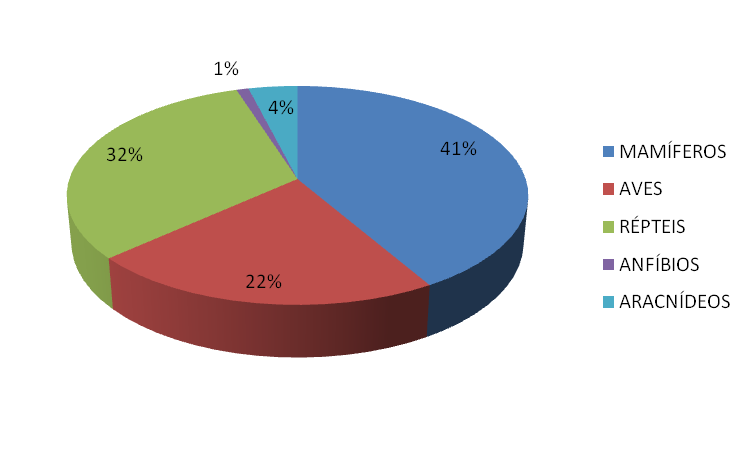 1%
4%
41%
32%
22%
MAMÍFEROS
AVES
RÉPTEIS
ANFÍBIOS
ARACNÍDEOS